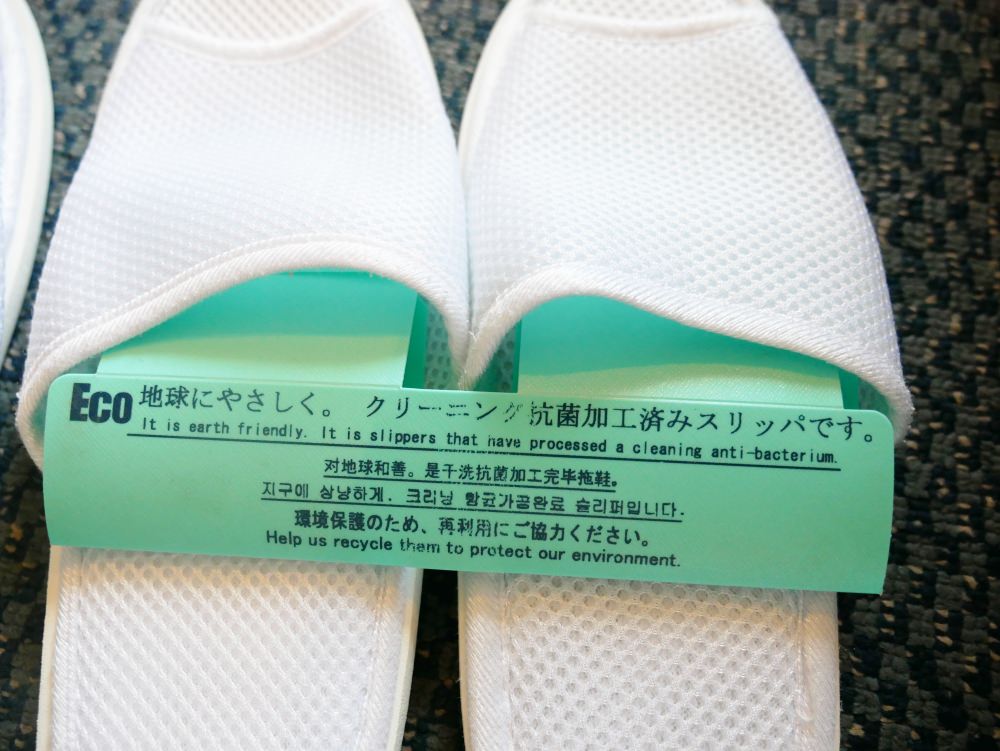 Eco 地球にやさしく。 クリーニング抗菌加工済みスリッパです。
It is earth friendly. It is slippers that have processed a cleaning anti-bacterium.
对地球和善。是干洗抗菌加工完毕拖鞋。
지구에 상냥하게. 크리닝 항균가공완료 슬리퍼입니다.
環境保護のため、再利用にご協力ください。
Help us recycle them to protect our environment.